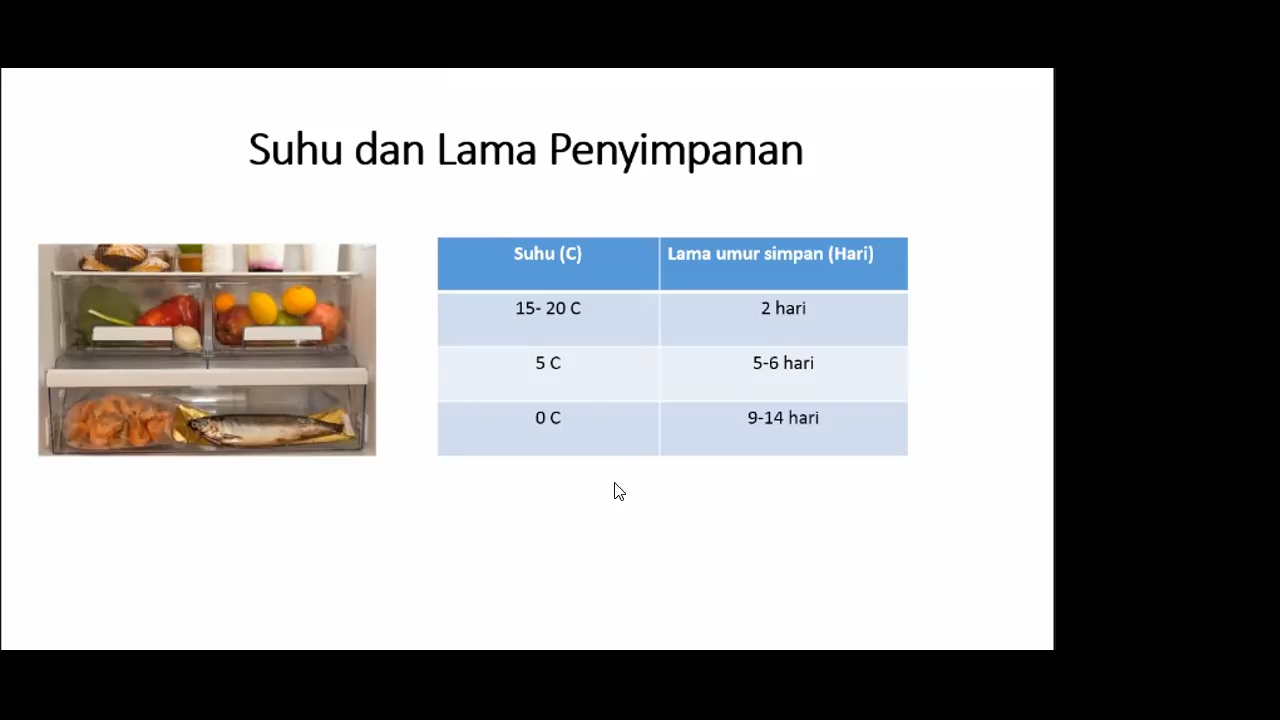 Suhu dan Lama Penyimpanan
Suhu (C) Lama umur simpan (Hari)
15- 20 C 2 hari
5 C 5-6 hari
0 C 9-14 hari